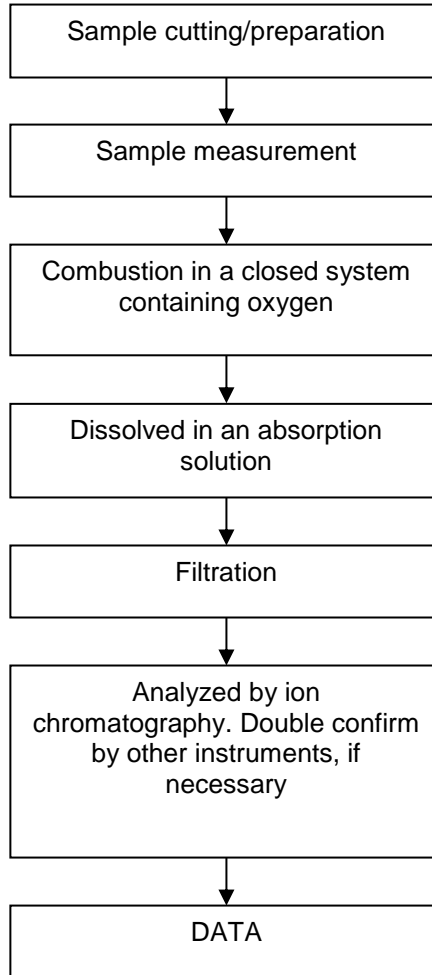 Sample cutting/preparation
Sample measurement
Combustion in a closed system
containing oxygen
Dissolved in an absorption
solution
Filtration
Analyzed by ion
chromatography. Double confirm
by other instruments, if
necessary
DATA